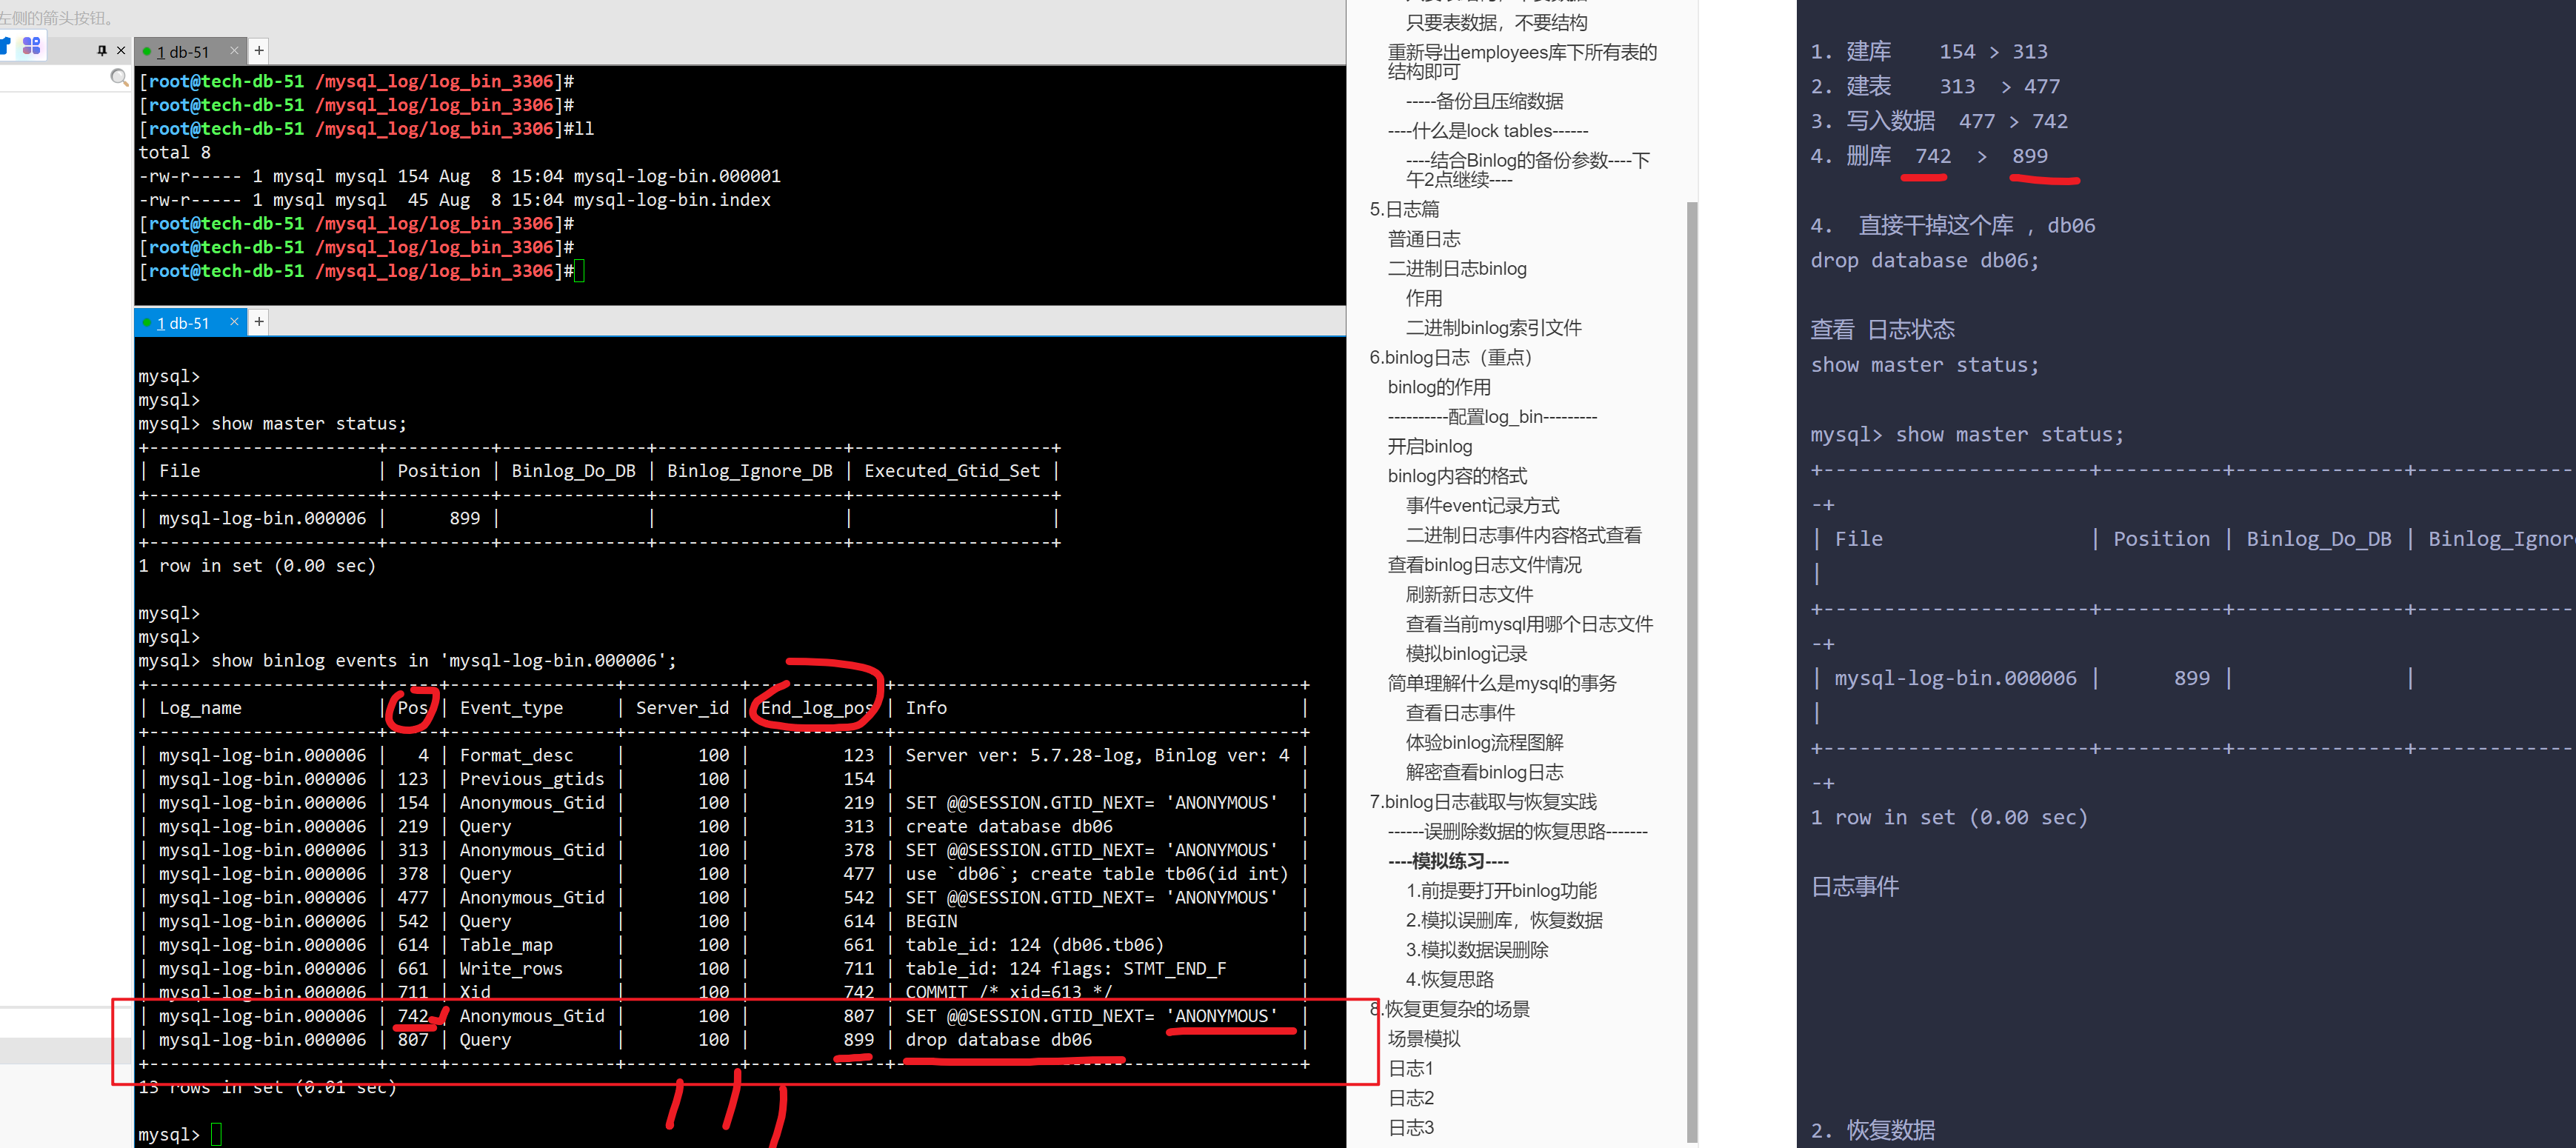 左侧的箭头按钮。
1 db-51
[root@tech-db-51 /mysql_log/log_bin_3306]#
[root@tech-db-51 /mysql_log/log_bin_3306]#
[root@tech-db-51 /mysql_log/log_bin_3306]#ll
total 8
-rw-r----- 1 mysql mysql 154 Aug  8 15:04 mysql-log-bin.000001
-rw-r----- 1 mysql mysql  45 Aug  8 15:04 mysql-log-bin.index
[root@tech-db-51 /mysql_log/log_bin_3306]#
[root@tech-db-51 /mysql_log/log_bin_3306]#
[root@tech-db-51 /mysql_log/log_bin_3306]#
1 db-51
mysql>
mysql>
mysql> show master status;
+----------------------+----------+--------------+------------------+-------------------+
| File                 | Position | Binlog_Do_DB | Binlog_Ignore_DB | Executed_Gtid_Set |
+----------------------+----------+--------------+------------------+-------------------+
| mysql-log-bin.000006 |      899 |              |                  |                   |
+----------------------+----------+--------------+------------------+-------------------+
1 row in set (0.00 sec)
mysql>
mysql>
mysql> show binlog events in 'mysql-log-bin.000006';
+----------------------+-----+----------------+-----------+-------------+---------------------------------------+
| Log_name             | Pos | Event_type     | Server_id | End_log_pos | Info                                  |
+----------------------+-----+----------------+-----------+-------------+---------------------------------------+
| mysql-log-bin.000006 |   4 | Format_desc    |       100 |         123 | Server ver: 5.7.28-log, Binlog ver: 4 |
| mysql-log-bin.000006 | 123 | Previous_gtids |       100 |         154 |                                       |
| mysql-log-bin.000006 | 154 | Anonymous_Gtid |       100 |         219 | SET @@SESSION.GTID_NEXT= 'ANONYMOUS'  |
| mysql-log-bin.000006 | 219 | Query          |       100 |         313 | create database db06                  |
| mysql-log-bin.000006 | 313 | Anonymous_Gtid |       100 |         378 | SET @@SESSION.GTID_NEXT= 'ANONYMOUS'  |
| mysql-log-bin.000006 | 378 | Query          |       100 |         477 | use `db06`; create table tb06(id int) |
| mysql-log-bin.000006 | 477 | Anonymous_Gtid |       100 |         542 | SET @@SESSION.GTID_NEXT= 'ANONYMOUS'  |
| mysql-log-bin.000006 | 542 | Query          |       100 |         614 | BEGIN                                 |
| mysql-log-bin.000006 | 614 | Table_map      |       100 |         661 | table_id: 124 (db06.tb06)             |
| mysql-log-bin.000006 | 661 | Write_rows     |       100 |         711 | table_id: 124 flags: STMT_END_F       |
| mysql-log-bin.000006 | 711 | Xid            |       100 |         742 | COMMIT /* xid=613 */                  |
| mysql-log-bin.000006 | 742 | Anonymous_Gtid |       100 |         807 | SET @@SESSION.GTID_NEXT= 'ANONYMOUS'  |
| mysql-log-bin.000006 | 807 | Query          |       100 |         899 | drop database db06                    |
+----------------------+-----+----------------+-----------+-------------+---------------------------------------+
13 rows in set (0.01 sec)
mysql>
只要表数据，不要结构
重新导出employees库下所有表的
结构即可
-----备份且压缩数据
----什么是lock tables------
----结合Binlog的备份参数----下
午2点继续----
5.日志篇
普通日志
二进制日志binlog
作用
二进制binlog索引文件
6.binlog日志（重点）
binlog的作用
----------配置log_bin---------
开启binlog
binlog内容的格式
事件event记录方式
二进制日志事件内容格式查看
查看binlog日志文件情况
刷新新日志文件
查看当前mysql用哪个日志文件
模拟binlog记录
简单理解什么是mysql的事务
查看日志事件
体验binlog流程图解
解密查看binlog日志
7.binlog日志截取与恢复实践
------误删除数据的恢复思路-------
----模拟练习----
1.前提要打开binlog功能
2.模拟误删库，恢复数据
3.模拟数据误删除
4.恢复思路
8.恢复更复杂的场景
场景模拟
日志1
日志2
日志3
1. 建库    154 > 313
2. 建表    313  > 477
3. 写入数据  477 > 742
4. 删库  742  >  899
4.  直接干掉这个库 , db06
drop database db06;
查看 日志状态
show master status;
mysql> show master status;
+----------------------+----------+--------------+-------------
-+
| File                 | Position | Binlog_Do_DB | Binlog_Ignor
|
+----------------------+----------+--------------+-------------
-+
| mysql-log-bin.000006 |      899 |              |
|
+----------------------+----------+--------------+-------------
-+
1 row in set (0.00 sec)
日志事件
2. 恢复数据